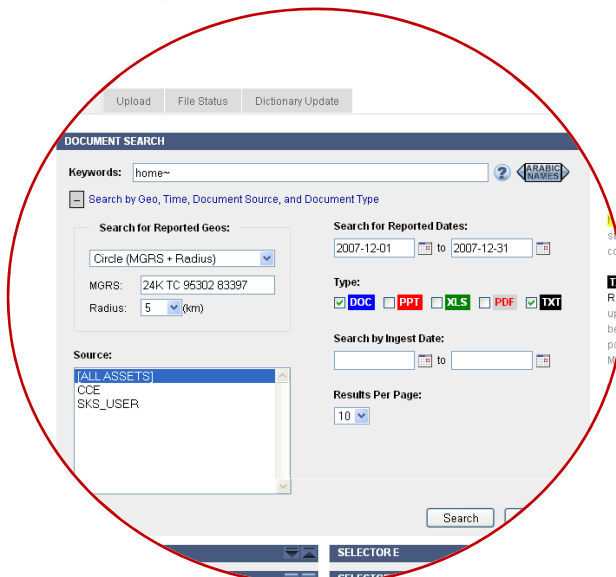 Upload File Status Dictionary Update
DOCUMENT SEARCH
Keywords: home~ ? ARABIC NAMES
– Search by Geo, Time, Document Source, and Document Type
Search for Reported Geos:
Circle (MGRS + Radius)
MGRS: 24K TC 95302 83397
Radius: 5 (km)
Source:
[ALL ASSETS]
CCE
SKS_USER
Search for Reported Dates:
2007-12-01 to 2007-12-31
Type:
DOC PPT XLS PDF TXT
Search by Ingest Date:
to
Results Per Page:
10
Search
SELECTOR E